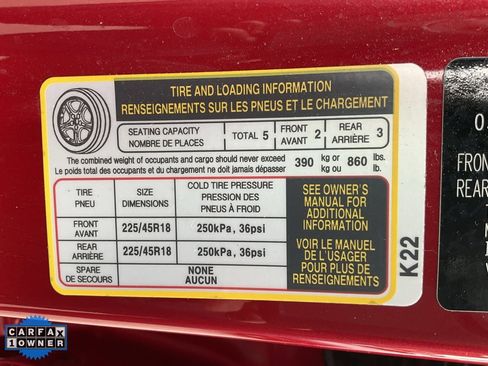 TIRE AND LOADING INFORMATION
RENSEIGNEMENTS SUR LES PNEUS ET LE CHARGEMENT
SEATING CAPACITY
NOMBRE DE PLACES
TOTAL 5
FRONT
AVANT 2
REAR
ARRIÈRE 3
The combined weight of occupants and cargo should never exceed
Le poids total des occupants et du chargement ne doit jamais dépasser
390 kg or
kg ou
860 lbs.
lb.
TIRE
PNEU
SIZE
DIMENSIONS
COLD TIRE PRESSURE
PRESSION DES
PNEUS À FROID
FRONT
AVANT
225/45R18
250kPa, 36psi
REAR
ARRIÈRE
225/45R18
250kPa, 36psi
SPARE
DE SECOURS
NONE
AUCUN
SEE OWNER'S
MANUAL FOR
ADDITIONAL
INFORMATION
VOIR LE MANUEL
DE L'USAGER
POUR PLUS DE
RENSEIGNEMENTS
K22
FRON
REAR
CARFAX
1 OWNER